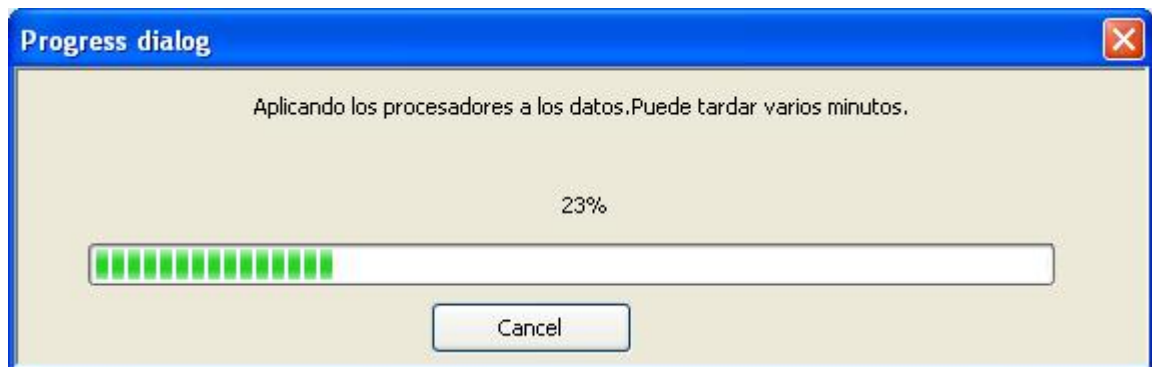 Progress dialog
Aplicando los procesadores a los datos.Puede tardar varios minutos.
23%
Cancel